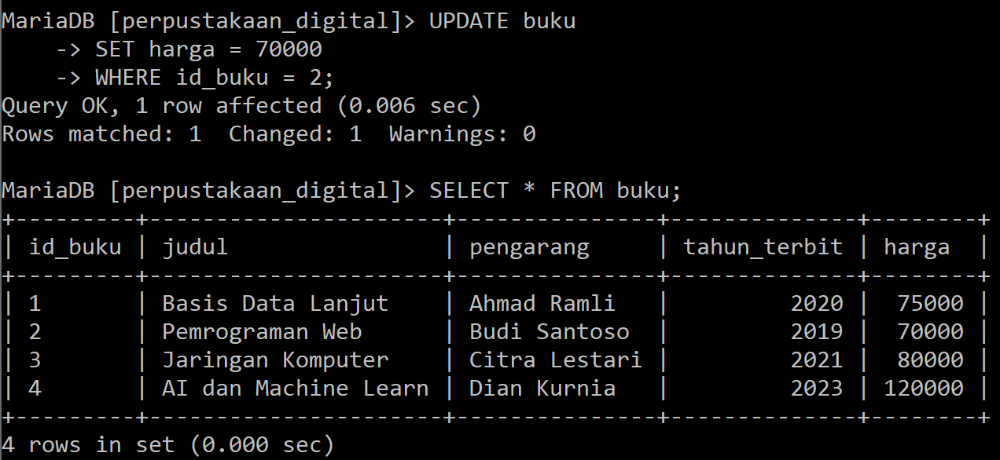 MariaDB [perpustakaan_digital]> UPDATE buku
    -> SET harga = 70000
    -> WHERE id_buku = 2;
Query OK, 1 row affected (0.006 sec)
Rows matched: 1  Changed: 1  Warnings: 0

MariaDB [perpustakaan_digital]> SELECT * FROM buku;
+---------+----------------------+---------------+--------------+--------+
| id_buku | judul                | pengarang     | tahun_terbit | harga  |
+---------+----------------------+---------------+--------------+--------+
| 1       | Basis Data Lanjut    | Ahmad Ramli   |         2020 |  75000 |
| 2       | Pemrograman Web      | Budi Santoso  |         2019 |  70000 |
| 3       | Jaringan Komputer    | Citra Lestari |         2021 |  80000 |
| 4       | AI dan Machine Learn | Dian Kurnia   |         2023 | 120000 |
+---------+----------------------+---------------+--------------+--------+
4 rows in set (0.000 sec)